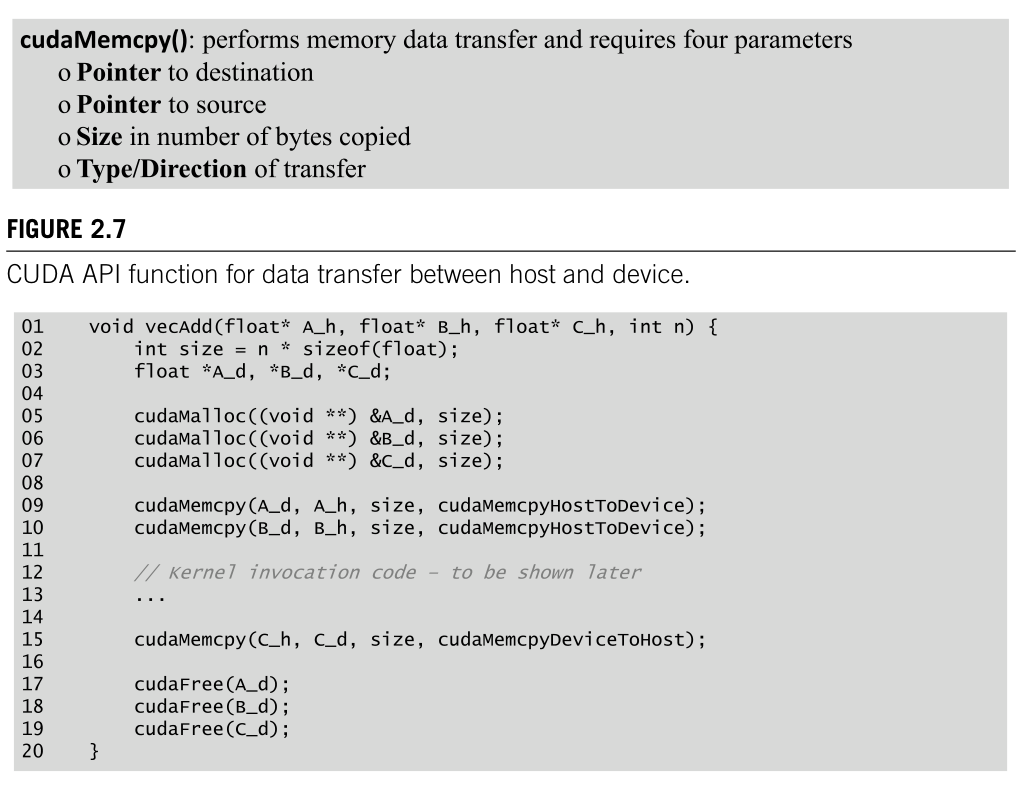 cudaMemcpy(): performs memory data transfer and requires four parameters
o Pointer to destination
o Pointer to source
o Size in number of bytes copied
o Type/Direction of transfer
FIGURE 2.7
CUDA API function for data transfer between host and device.
01    void vecAdd(float* A_h, float* B_h, float* C_h, int n) {
02        int size = n * sizeof(float);
03        float *A_d, *B_d, *C_d;
04
05        cudaMalloc((void **) &A_d, size);
06        cudaMalloc((void **) &B_d, size);
07        cudaMalloc((void **) &C_d, size);
08
09        cudaMemcpy(A_d, A_h, size, cudaMemcpyHostToDevice);
10        cudaMemcpy(B_d, B_h, size, cudaMemcpyHostToDevice);
11
12        // Kernel invocation code – to be shown later
13        ...
14
15        cudaMemcpy(C_h, C_d, size, cudaMemcpyDeviceToHost);
16
17        cudaFree(A_d);
18        cudaFree(B_d);
19        cudaFree(C_d);
20    }